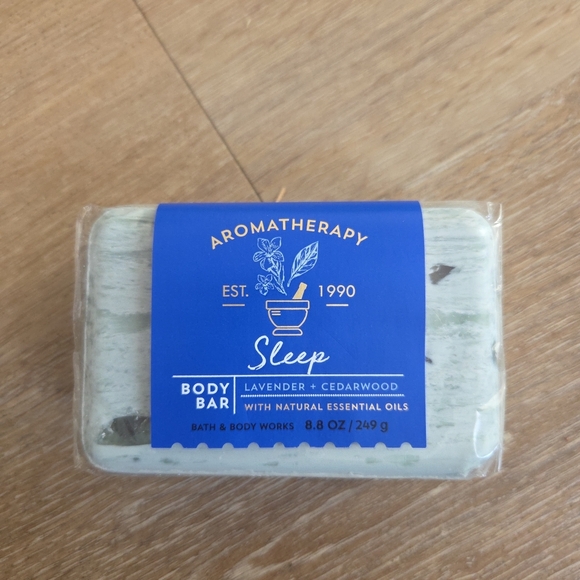 AROMATHERAPY
EST. 1990
Sleep
BODY BAR
LAVENDER + CEDARWOOD
WITH NATURAL ESSENTIAL OILS
BATH & BODY WORKS 8.8 OZ / 249 g